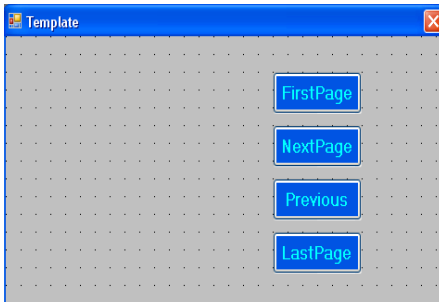 Template
FirstPage
NextPage
Previous
LastPage